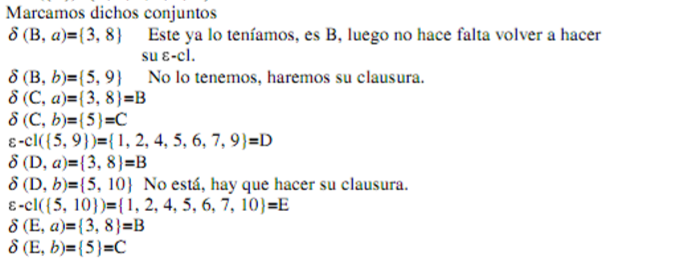 Marcamos dichos conjuntos
δ (B, a)={3, 8} Este ya lo teníamos, es B, luego no hace falta volver a hacer
su ε-cl.
δ (B, b)={5, 9} No lo tenemos, haremos su clausura.
δ (C, a)={3, 8}=B
δ (C, b)={5}=C
ε-cl({5, 9})={1, 2, 4, 5, 6, 7, 9}=D
δ (D, a)={3, 8}=B
δ (D, b)={5, 10} No está, hay que hacer su clausura.
ε-cl({5, 10})={1, 2, 4, 5, 6, 7, 10}=E
δ (E, a)={3, 8}=B
δ (E, b)={5}=C